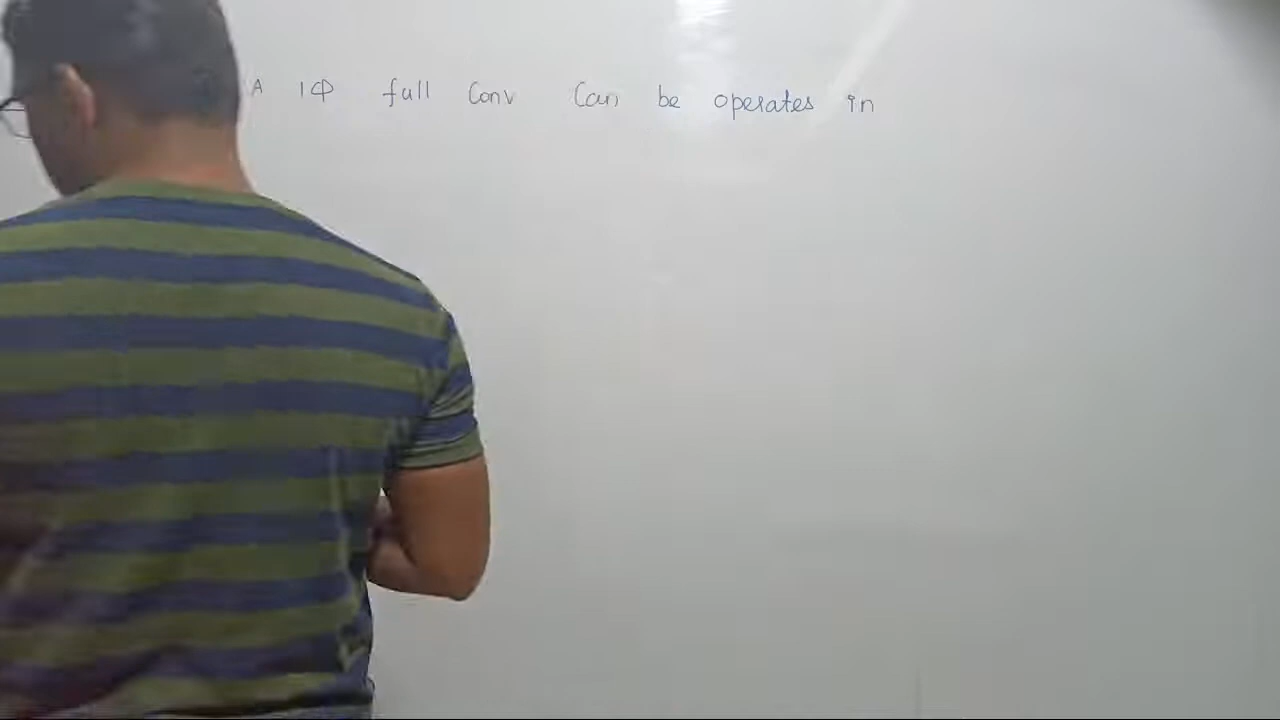 A 1Φ full Conv Can be operates in